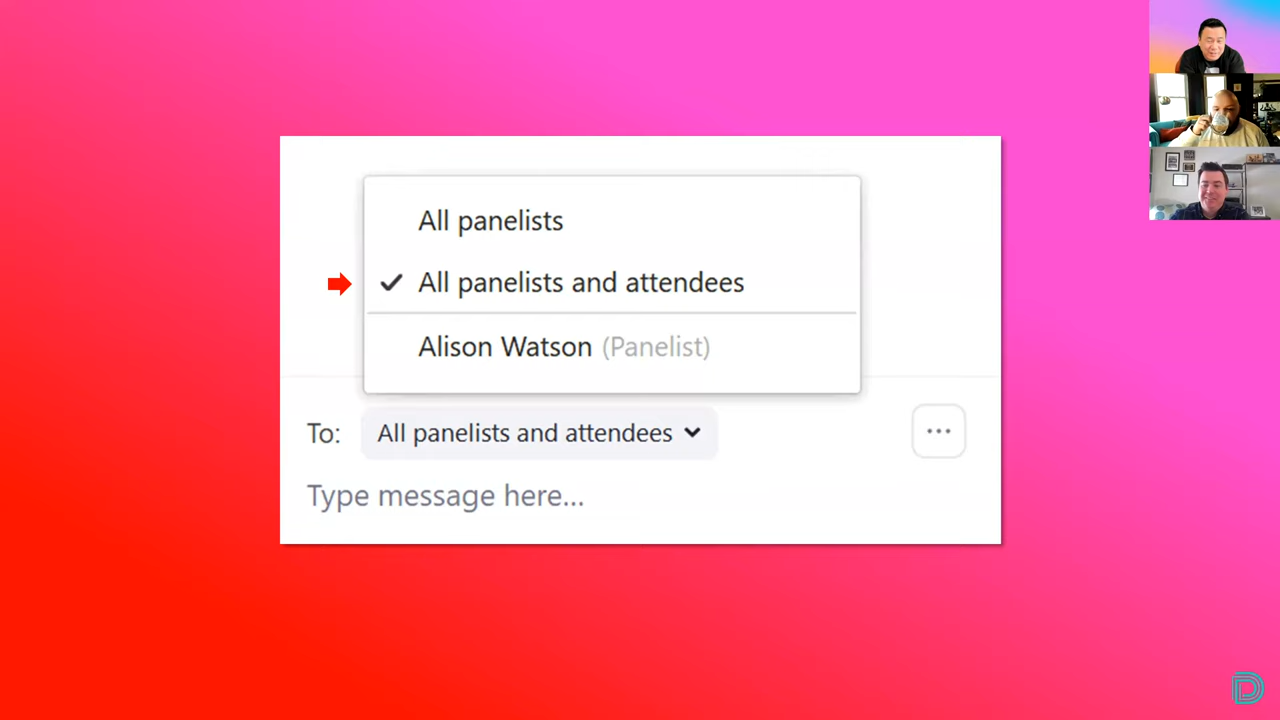 All panelists
All panelists and attendees
Alison Watson (Panelist)
To: All panelists and attendees
Type message here...